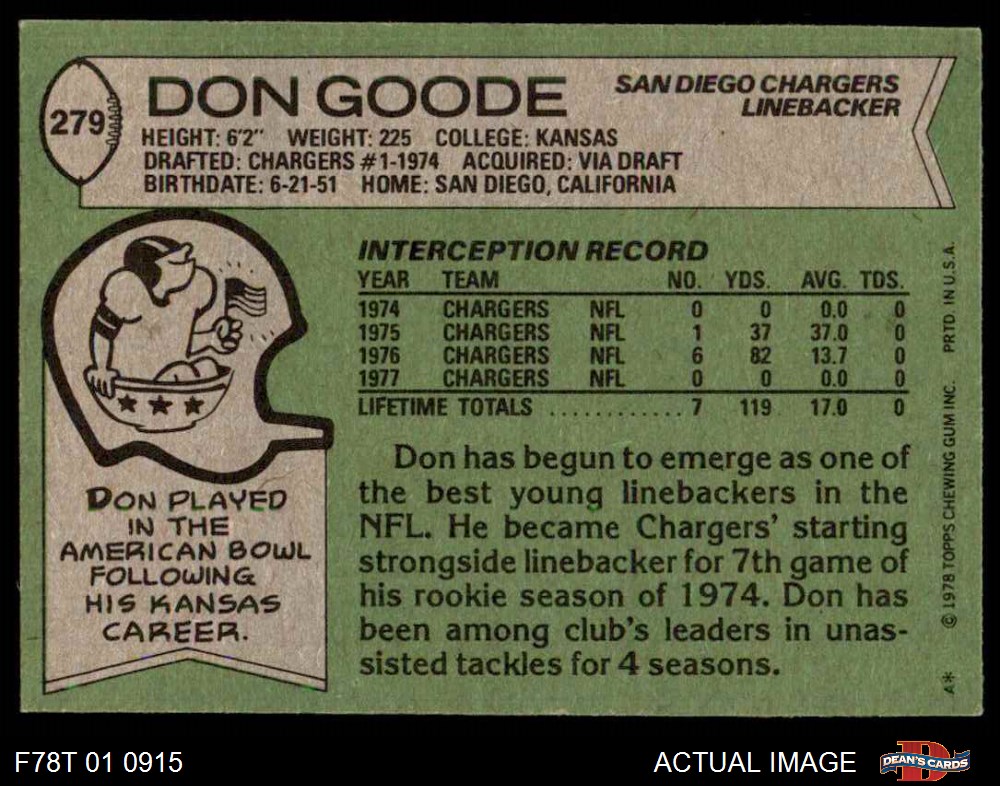 279
DON GOODE
SAN DIEGO CHARGERS
LINEBACKER
HEIGHT: 6'2" WEIGHT: 225 COLLEGE: KANSAS
DRAFTED: CHARGERS #1-1974 ACQUIRED: VIA DRAFT
BIRTHDATE: 6-21-51 HOME: SAN DIEGO, CALIFORNIA
INTERCEPTION RECORD
YEAR TEAM NO. YDS. AVG. TDS.
1974 CHARGERS NFL 0 0 0.0 0
1975 CHARGERS NFL 1 37 37.0 0
1976 CHARGERS NFL 6 82 13.7 0
1977 CHARGERS NFL 0 0 0.0 0
LIFETIME TOTALS ............ 7 119 17.0 0
Don has begun to emerge as one of
the best young linebackers in the
NFL. He became Chargers' starting
strongside linebacker for 7th game of
his rookie season of 1974. Don has
been among club's leaders in unas-
sisted tackles for 4 seasons.
DON PLAYED
IN THE
AMERICAN BOWL
FOLLOWING
HIS KANSAS
CAREER.
A* © 1978 TOPPS CHEWING GUM INC. PRTD. IN U.S.A.
F78T 01 0915
ACTUAL IMAGE
D
DEAN'S CARDS